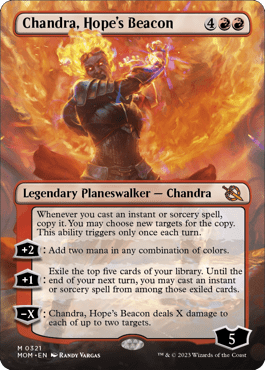 Chandra, Hope's Beacon 4
Legendary Planeswalker — Chandra
Whenever you cast an instant or sorcery spell,
copy it. You may choose new targets for the copy.
This ability triggers only once each turn.
+2 : Add two mana in any combination of colors.
Exile the top five cards of your library. Until the
+1 : end of your next turn, you may cast an instant
or sorcery spell from among those exiled cards.
−X : Chandra, Hope's Beacon deals X damage to
each of up to two targets.
5
M 0321
MOM • EN RANDY VARGAS ™ & © 2023 Wizards of the Coast